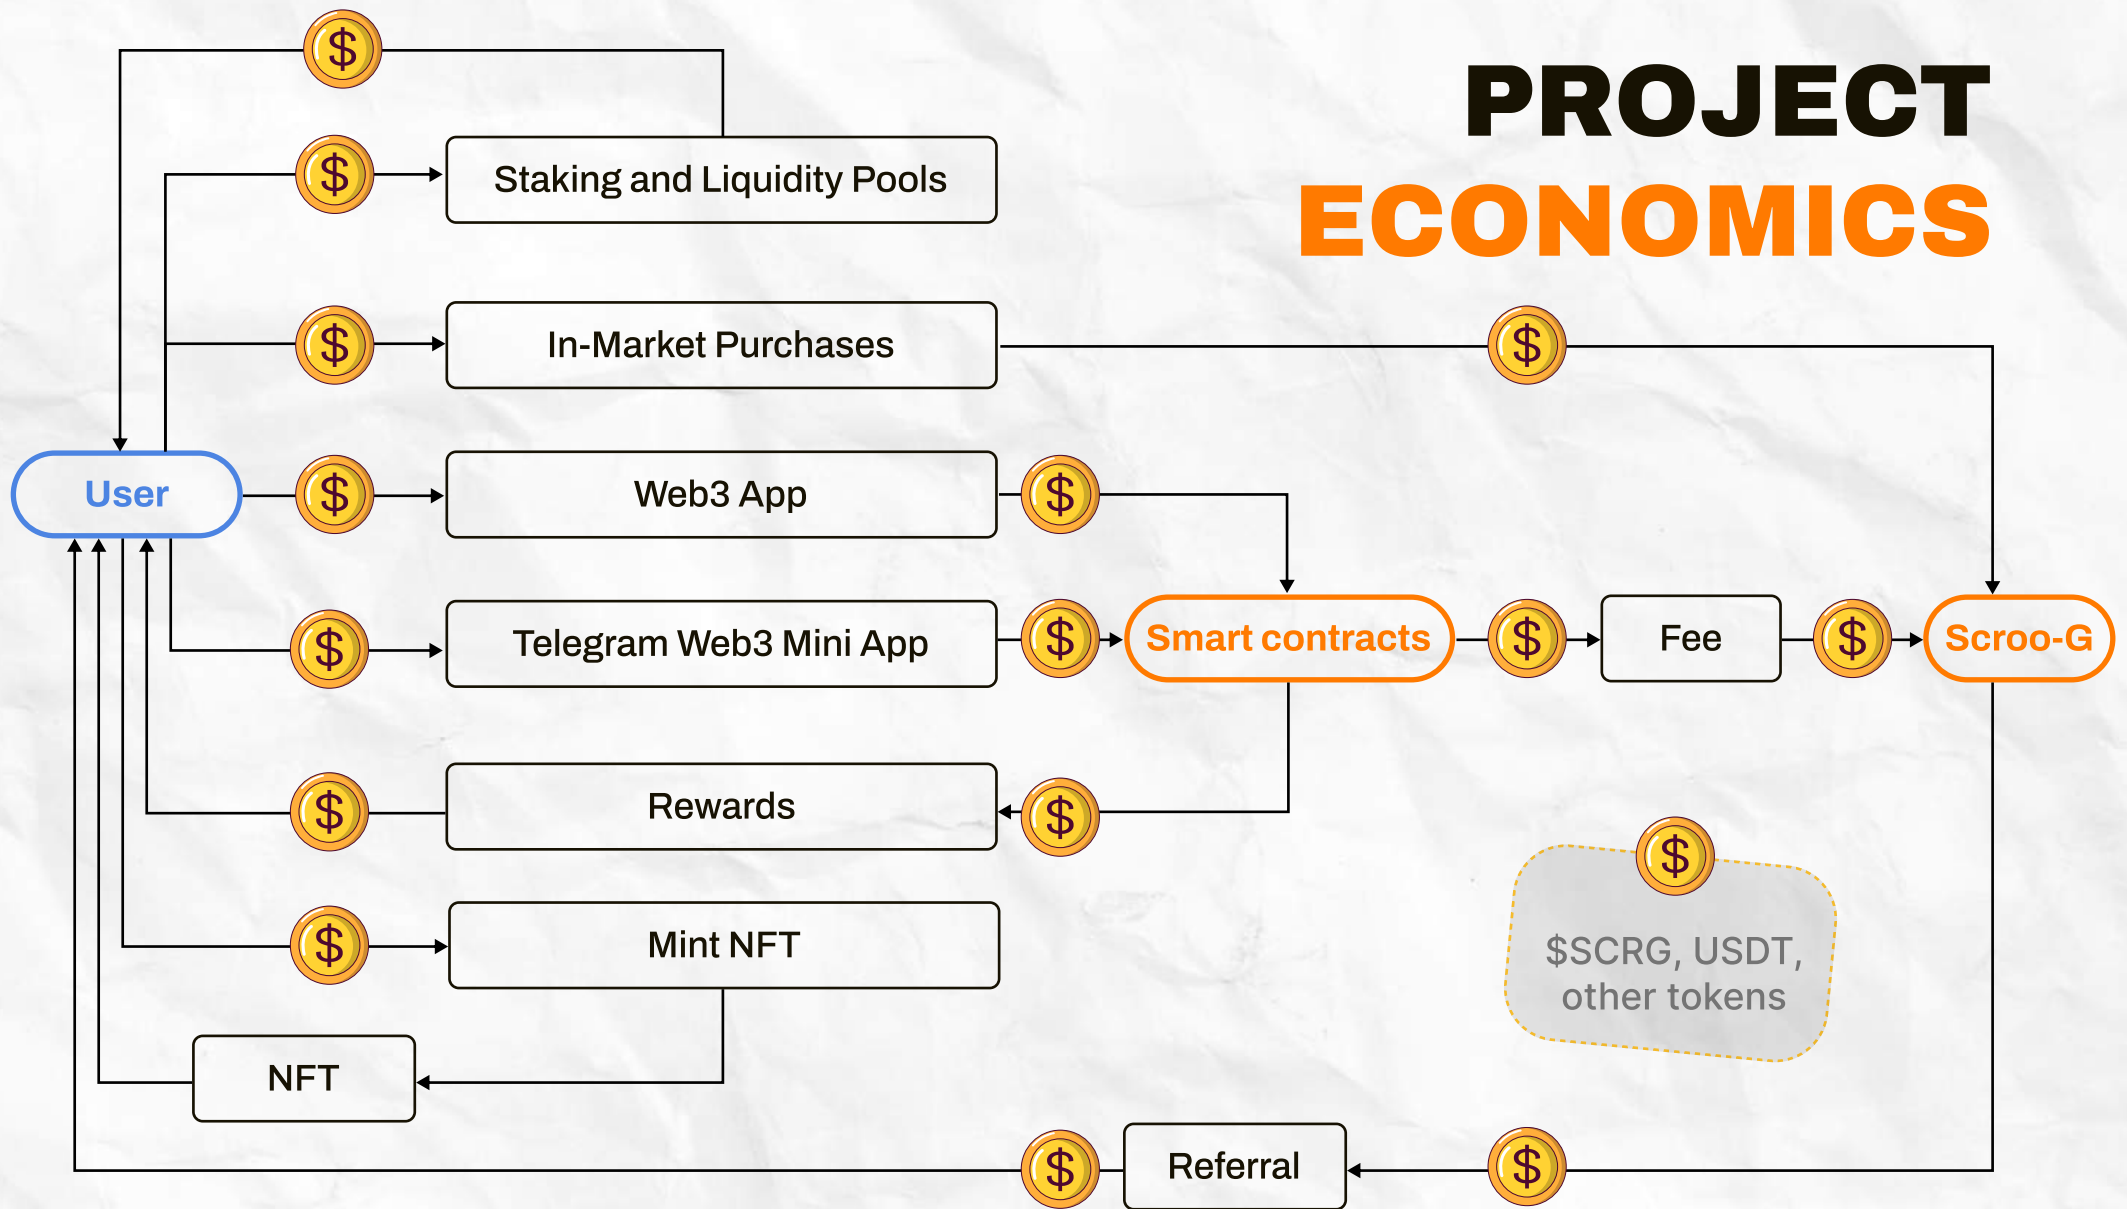 PROJECT
ECONOMICS
$
$
Staking and Liquidity Pools
$
In-Market Purchases
$
User
$
Web3 App
$
$
Telegram Web3 Mini App
$
Smart contracts
$
Fee
$
Scroo-G
$
Rewards
$
$
Mint NFT
$
$SCRG, USDT,
other tokens
NFT
$
Referral
$